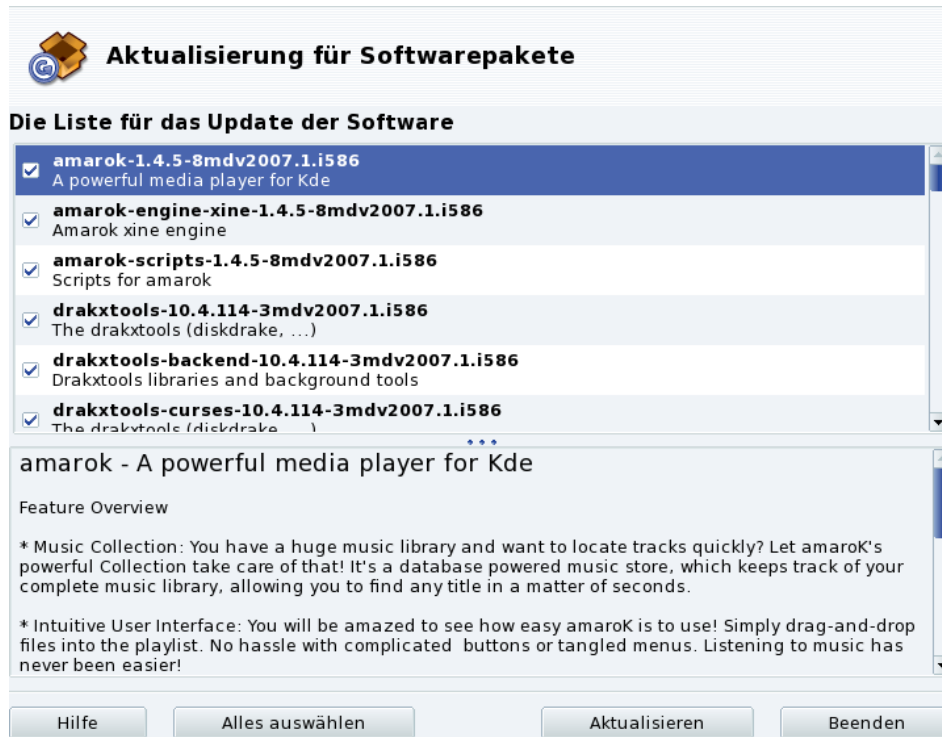 Aktualisierung für Softwarepakete
Die Liste für das Update der Software
amarok-1.4.5-8mdv2007.1.i586
A powerful media player for Kde
amarok-engine-xine-1.4.5-8mdv2007.1.i586
Amarok xine engine
amarok-scripts-1.4.5-8mdv2007.1.i586
Scripts for amarok
drakxtools-10.4.114-3mdv2007.1.i586
The drakxtools (diskdrake, ...)
drakxtools-backend-10.4.114-3mdv2007.1.i586
Drakxtools libraries and background tools
drakxtools-curses-10.4.114-3mdv2007.1.i586
The drakxtools (diskdrake, ...)
amarok - A powerful media player for Kde
Feature Overview
* Music Collection: You have a huge music library and want to locate tracks quickly? Let amaroK's
powerful Collection take care of that! It's a database powered music store, which keeps track of your
complete music library, allowing you to find any title in a matter of seconds.
* Intuitive User Interface: You will be amazed to see how easy amaroK is to use! Simply drag-and-drop
files into the playlist. No hassle with complicated  buttons or tangled menus. Listening to music has
never been easier!
Hilfe
Alles auswählen
Aktualisieren
Beenden